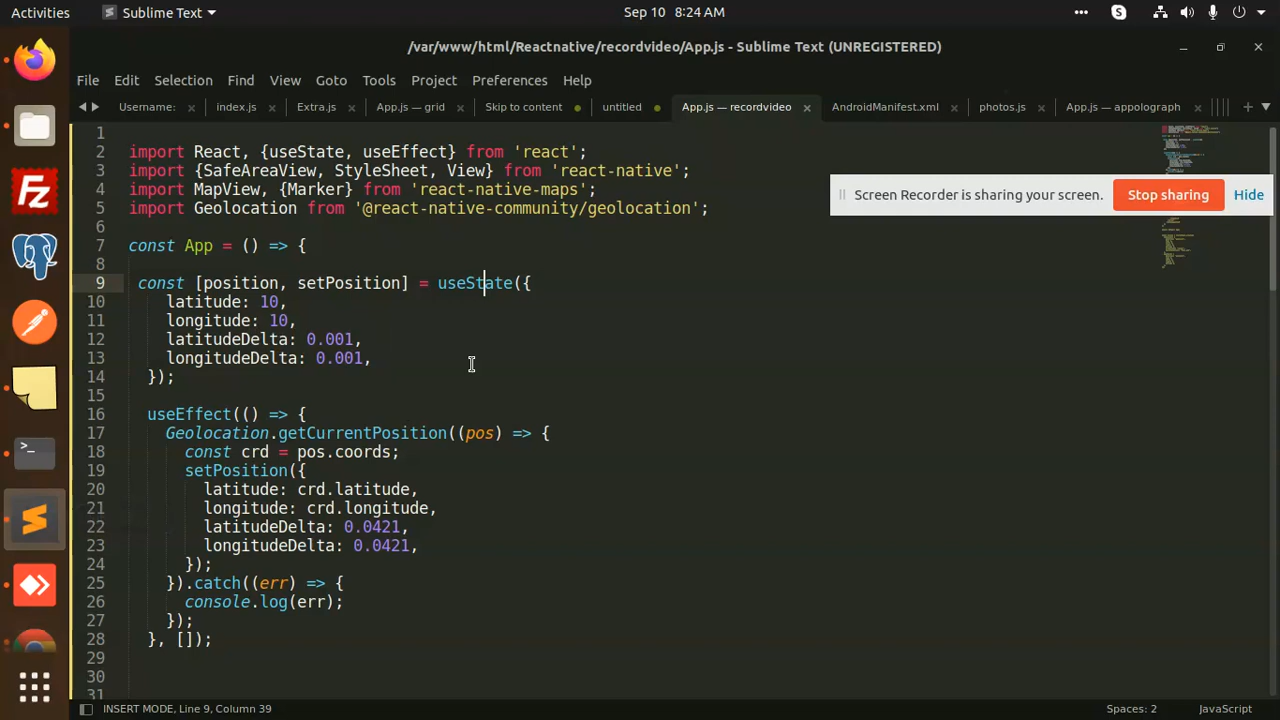 Activities Sublime Text Sep 10 8:24 AM
/var/www/html/Reactnative/recordvideo/App.js - Sublime Text (UNREGISTERED)
File Edit Selection Find View Goto Tools Project Preferences Help
Username: index.js Extra.js App.js — grid Skip to content untitled App.js — recordvideo AndroidManifest.xml photos.js App.js — appolograph
Screen Recorder is sharing your screen. Stop sharing Hide
1
2 import React, {useState, useEffect} from 'react';
3 import {SafeAreaView, StyleSheet, View} from 'react-native';
4 import MapView, {Marker} from 'react-native-maps';
5 import Geolocation from '@react-native-community/geolocation';
6
7 const App = () => {
8
9 const [position, setPosition] = useState({
10 latitude: 10,
11 longitude: 10,
12 latitudeDelta: 0.001,
13 longitudeDelta: 0.001,
14 });
15
16 useEffect(() => {
17 Geolocation.getCurrentPosition((pos) => {
18 const crd = pos.coords;
19 setPosition({
20 latitude: crd.latitude,
21 longitude: crd.longitude,
22 latitudeDelta: 0.0421,
23 longitudeDelta: 0.0421,
24 });
25 }).catch((err) => {
26 console.log(err);
27 });
28 }, []);
29
30
31
INSERT MODE, Line 9, Column 39 Spaces: 2 JavaScript